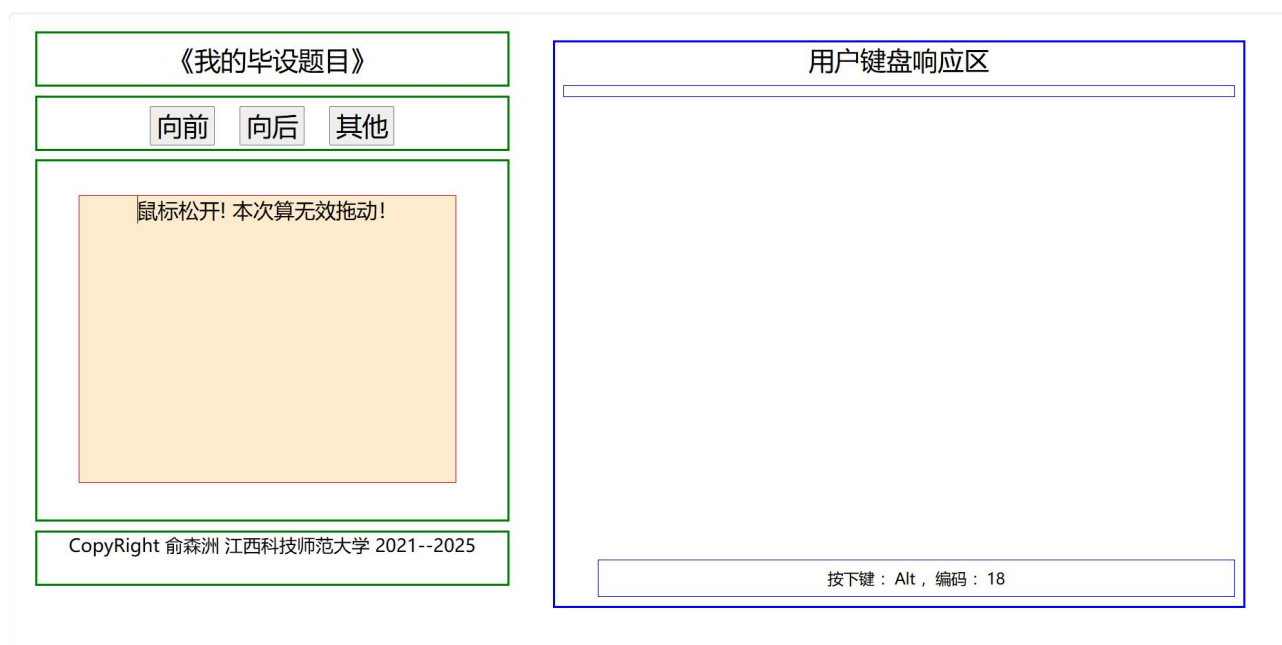 《我的毕设题目》
向前 向后 其他
鼠标松开! 本次算无效拖动!
CopyRight 俞森洲 江西科技师范大学 2021--2025
用户键盘响应区
按下键 : Alt , 编码 : 18